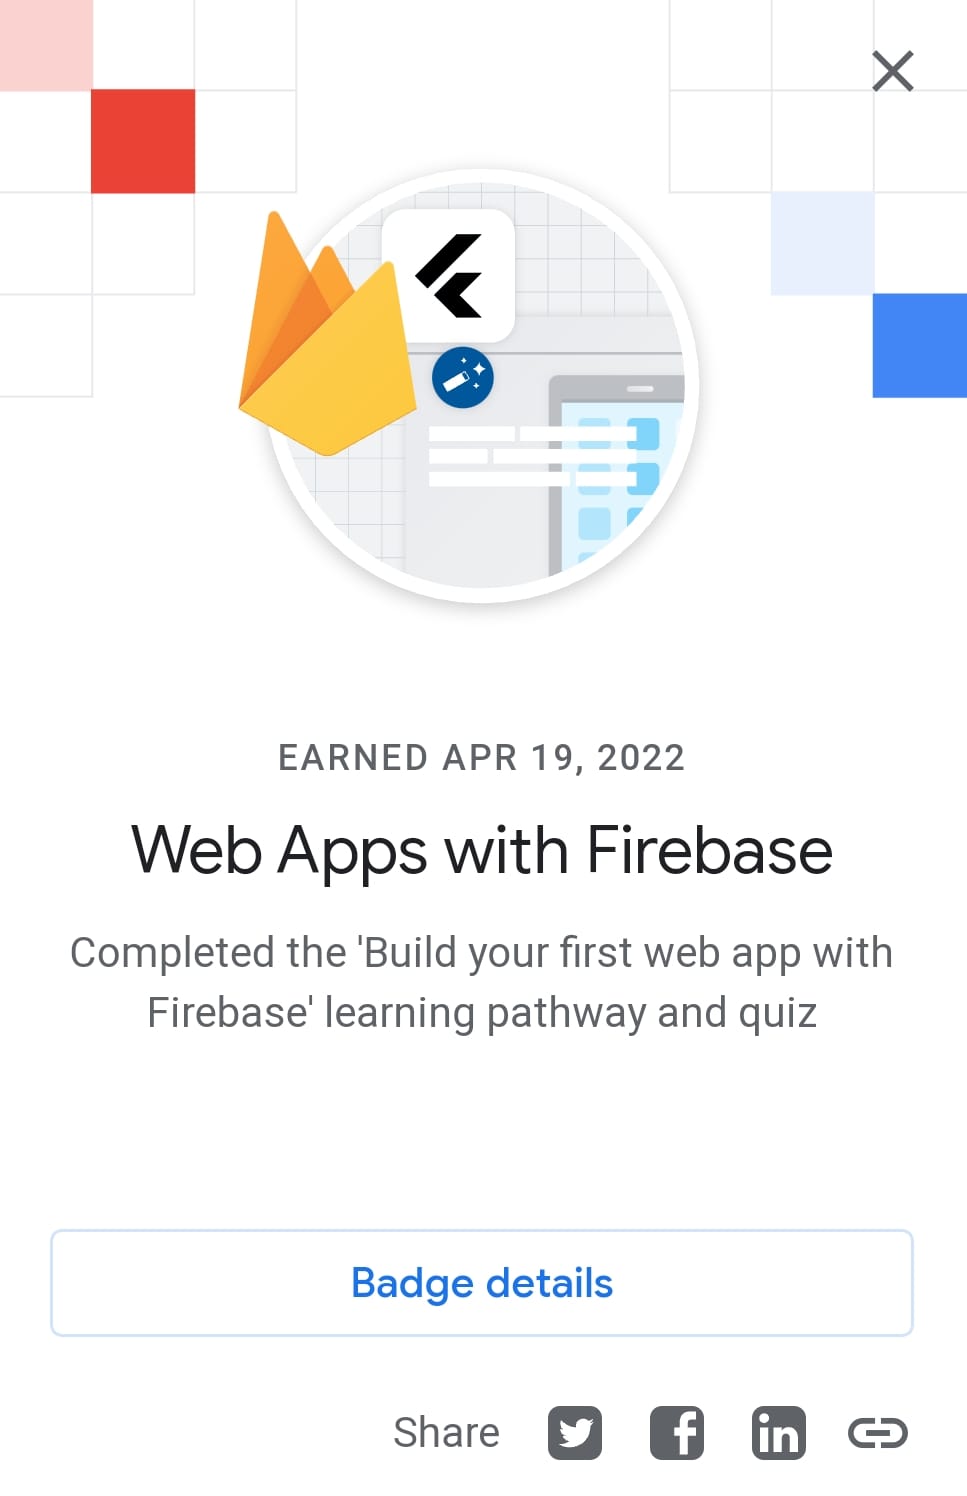 EARNED APR 19, 2022
Web Apps with Firebase
Completed the 'Build your first web app with
Firebase' learning pathway and quiz
Badge details
Share